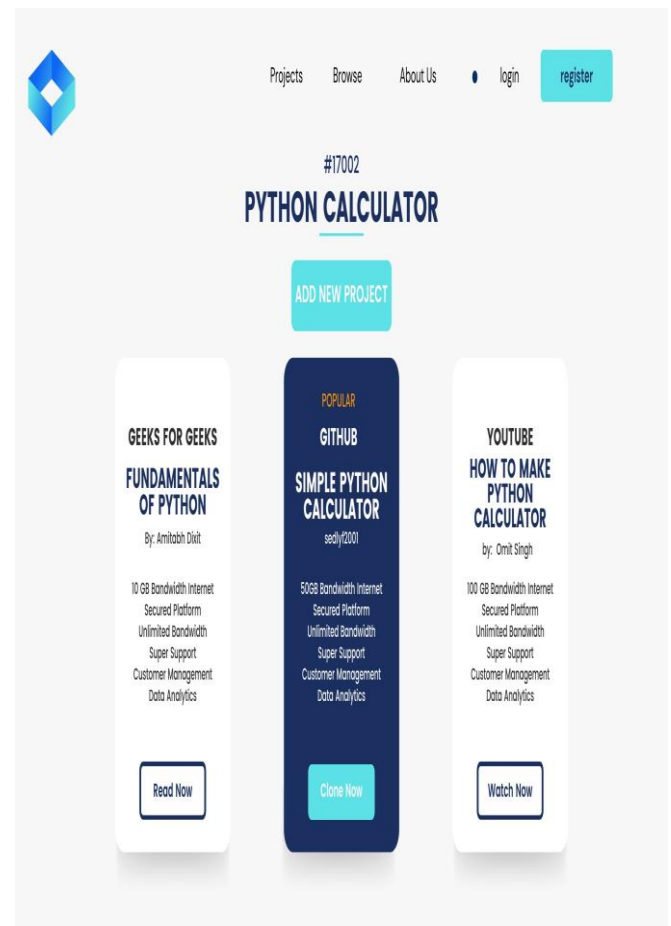 Projects Browse About Us login register
#17002
PYTHON CALCULATOR
ADD NEW PROJECT
GEEKS FOR GEEKS
FUNDAMENTALS
OF PYTHON
By: Amitabh Dixit
10 GB Bandwidth Internet
Secured Platform
Unlimited Bandwidth
Super Support
Customer Management
Data Analytics
Read Now
POPULAR
GITHUB
SIMPLE PYTHON
CALCULATOR
sedlyf2001
50GB Bandwidth Internet
Secured Platform
Unlimited Bandwidth
Super Support
Customer Management
Data Analytics
Clone Now
YOUTUBE
HOW TO MAKE
PYTHON
CALCULATOR
by: Omit Singh
100 GB Bandwidth Internet
Secured Platform
Unlimited Bandwidth
Super Support
Customer Management
Data Analytics
Watch Now